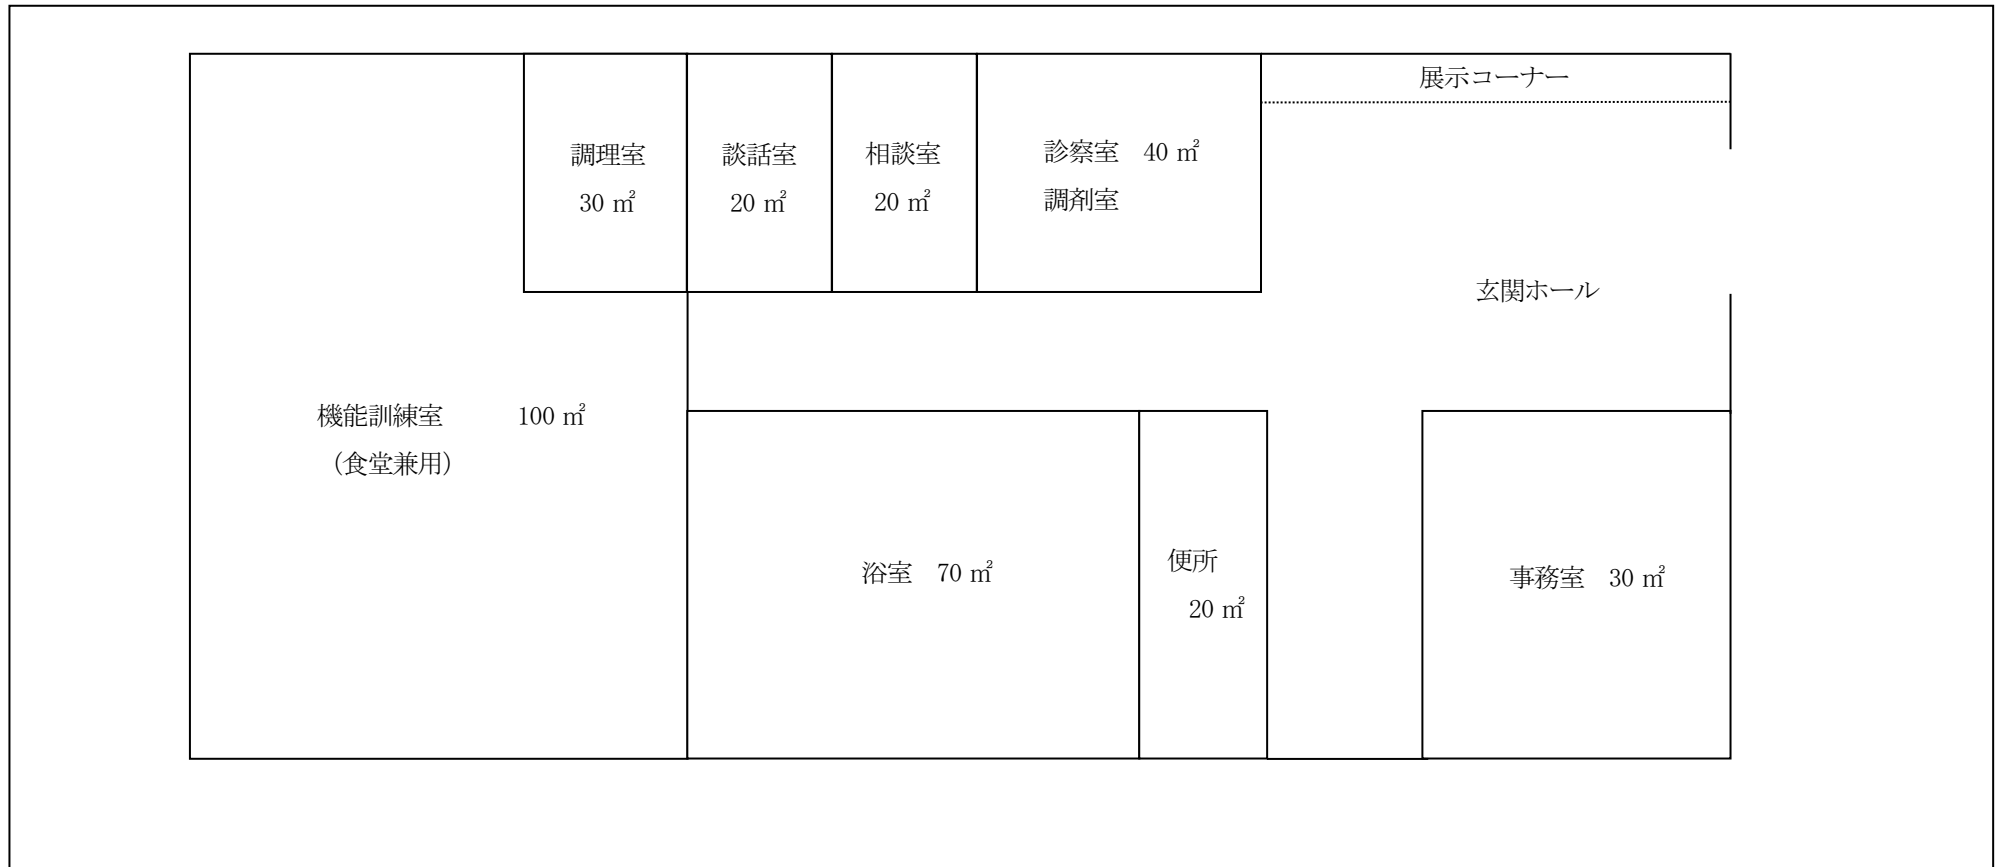 展示コーナー
調理室
30 ㎡
談話室
20 ㎡
相談室
20 ㎡
診察室　40 ㎡
調剤室
玄関ホール
機能訓練室　　　100 ㎡
（食堂兼用）
浴室　70 ㎡
便所
20 ㎡
事務室　30 ㎡